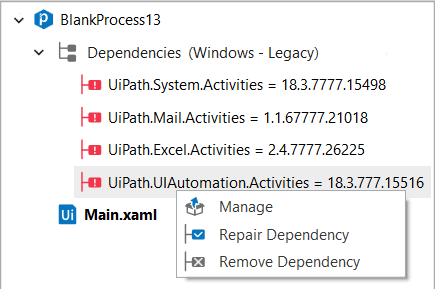 BlankProcess13
Dependencies (Windows - Legacy)
UiPath.System.Activities = 18.3.7777.15498
UiPath.Mail.Activities = 1.1.67777.21018
UiPath.Excel.Activities = 2.4.7777.26225
UiPath.UIAutomation.Activities = 18.3.777.15516
Ui Main.xaml
Manage
Repair Dependency
Remove Dependency